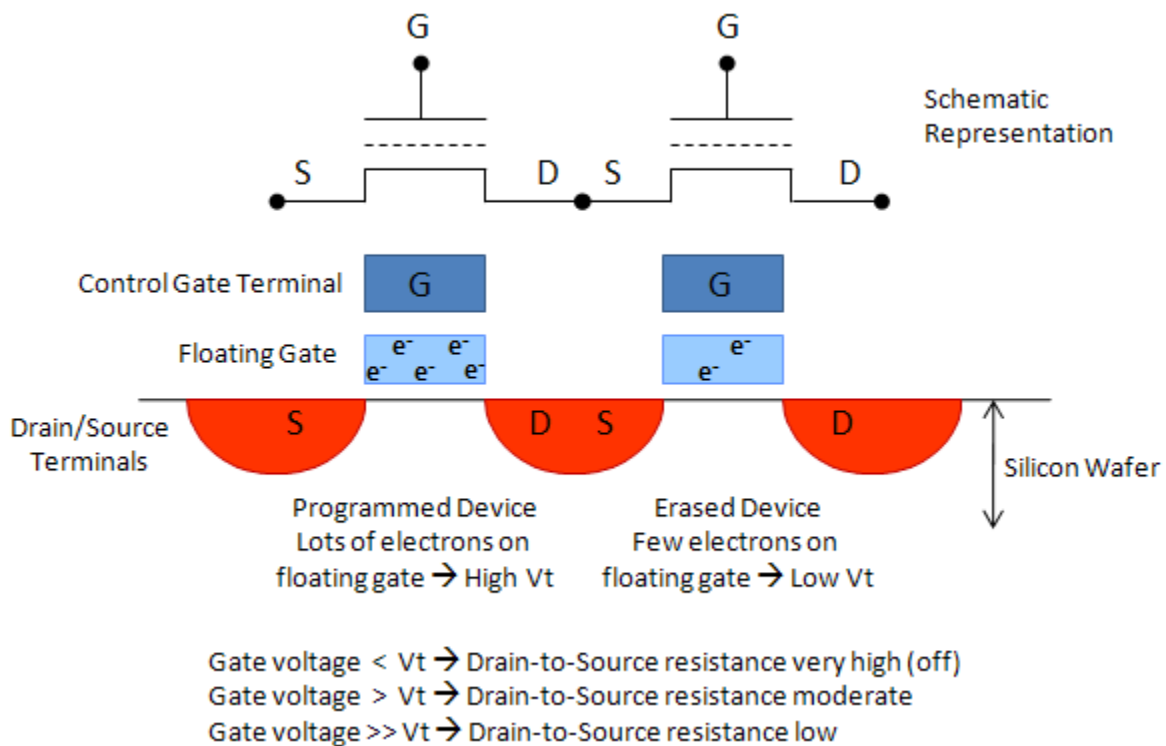 G G
Schematic
Representation
S D S D
Control Gate Terminal G G
Floating Gate e- e- e- e- e- e- e-
Drain/Source
Terminals
S D S D
Silicon Wafer
Programmed Device
Lots of electrons on
floating gate → High Vt
Erased Device
Few electrons on
floating gate → Low Vt
Gate voltage < Vt → Drain-to-Source resistance very high (off)
Gate voltage > Vt → Drain-to-Source resistance moderate
Gate voltage >> Vt → Drain-to-Source resistance low